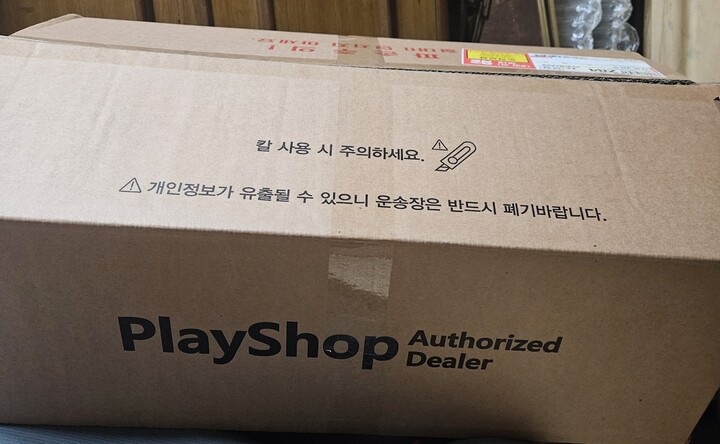 칼 사용 시 주의하세요.
개인정보가 유출될 수 있으니 운송장은 반드시 폐기바랍니다.
PlayShop Authorized
Dealer